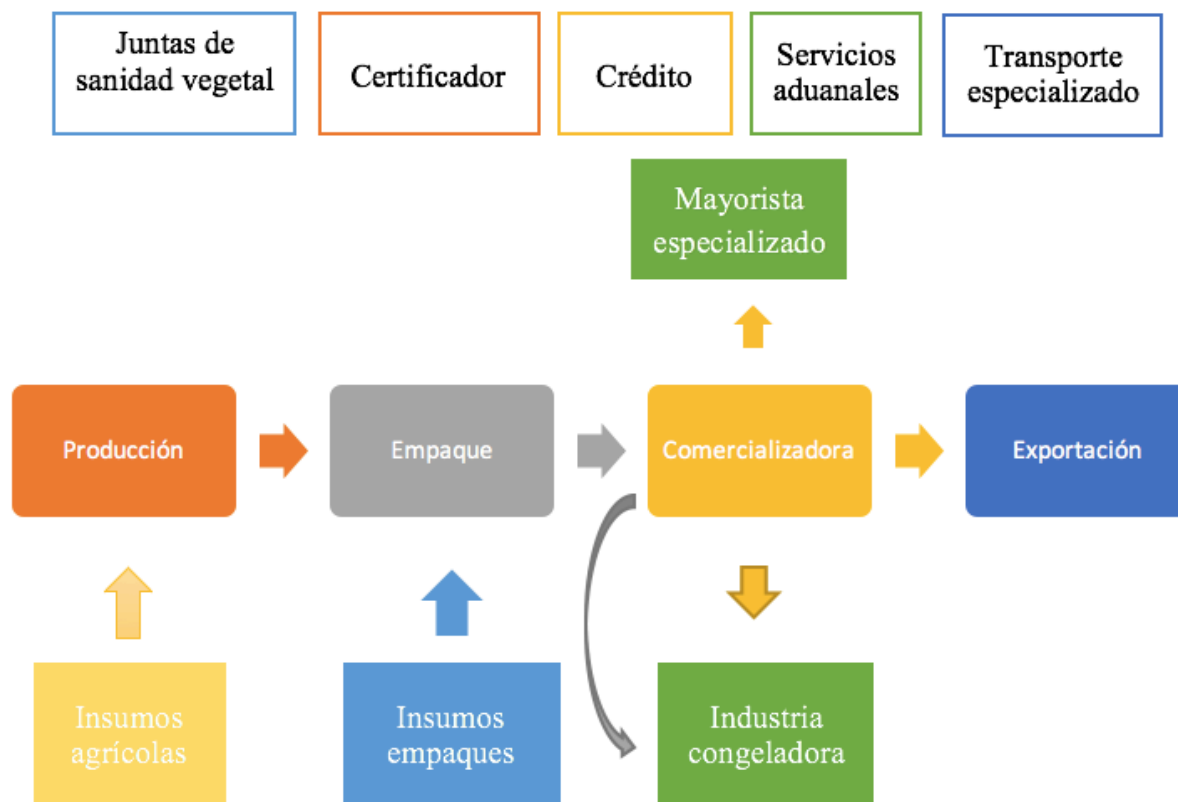 Juntas de
sanidad vegetal
Certificador
Crédito
Servicios
aduanales
Transporte
especializado
Mayorista
especializado
Producción
Empaque
Comercializadora
Exportación
Insumos
agrícolas
Insumos
empaques
Industria
congeladora